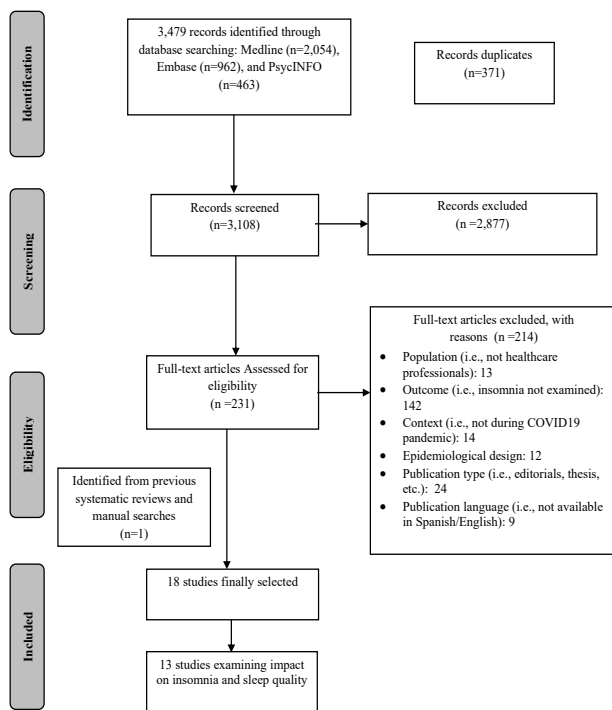 Identification
3,479 records identified through
database searching: Medline (n=2,054),
Embase (n=962), and PsycINFO
(n=463)
Records duplicates
(n=371)
Screening
Records screened
(n=3,108)
Records excluded
(n =2,877)
Eligibility
Full-text articles Assessed for
eligibility
(n =231)
Full-text articles excluded, with
reasons (n =214)
• Population (i.e., not healthcare
professionals): 13
• Outcome (i.e., insomnia not examined):
142
• Context (i.e., not during COVID19
pandemic): 14
• Epidemiological design: 12
• Publication type (i.e., editorials, thesis,
etc.): 24
• Publication language (i.e., not available
in Spanish/English): 9
Identified from previous
systematic reviews and
manual searches
(n=1)
Included
18 studies finally selected
13 studies examining impact
on insomnia and sleep quality